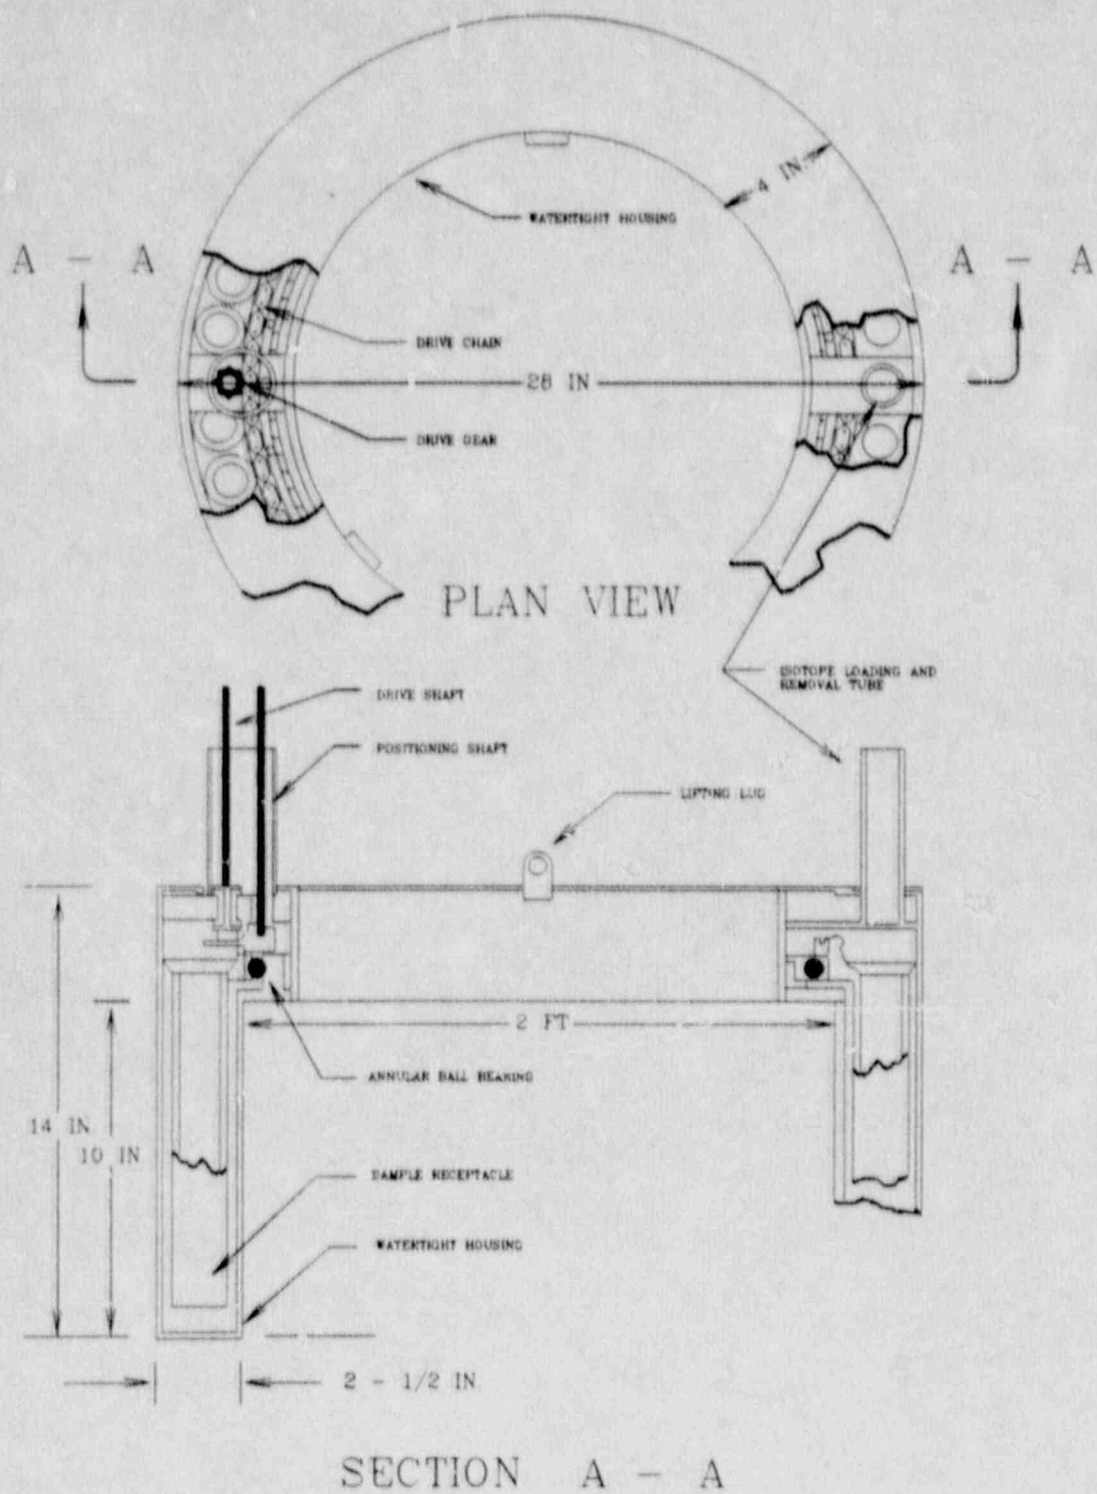 4 IN
WATERTIGHT HOUSING
A - A
A - A
DRIVE CHAIN
28 IN
DRIVE GEAR
PLAN VIEW
ISOTOPE LOADING AND
REMOVAL TUBE
DRIVE SHAFT
POSITIONING SHAFT
LIFTING LUG
2 FT
ANNULAR BALL BEARING
14 IN
10 IN
SAMPLE RECEPTACLE
WATERTIGHT HOUSING
2 - 1/2 IN
SECTION A - A